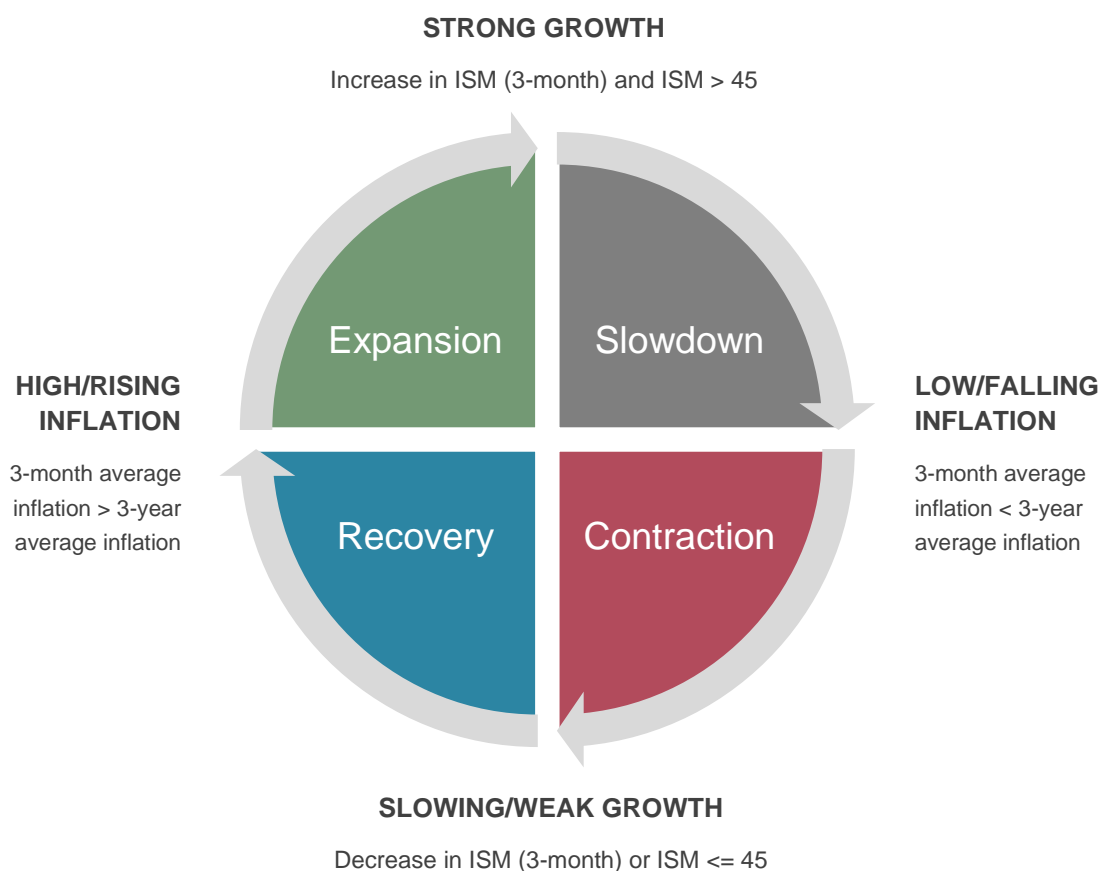 STRONG GROWTH
Increase in ISM (3-month) and ISM > 45
Expansion
Slowdown
HIGH/RISING
INFLATION
3-month average
inflation > 3-year
average inflation
LOW/FALLING
INFLATION
3-month average
inflation < 3-year
average inflation
Recovery
Contraction
SLOWING/WEAK GROWTH
Decrease in ISM (3-month) or ISM <= 45